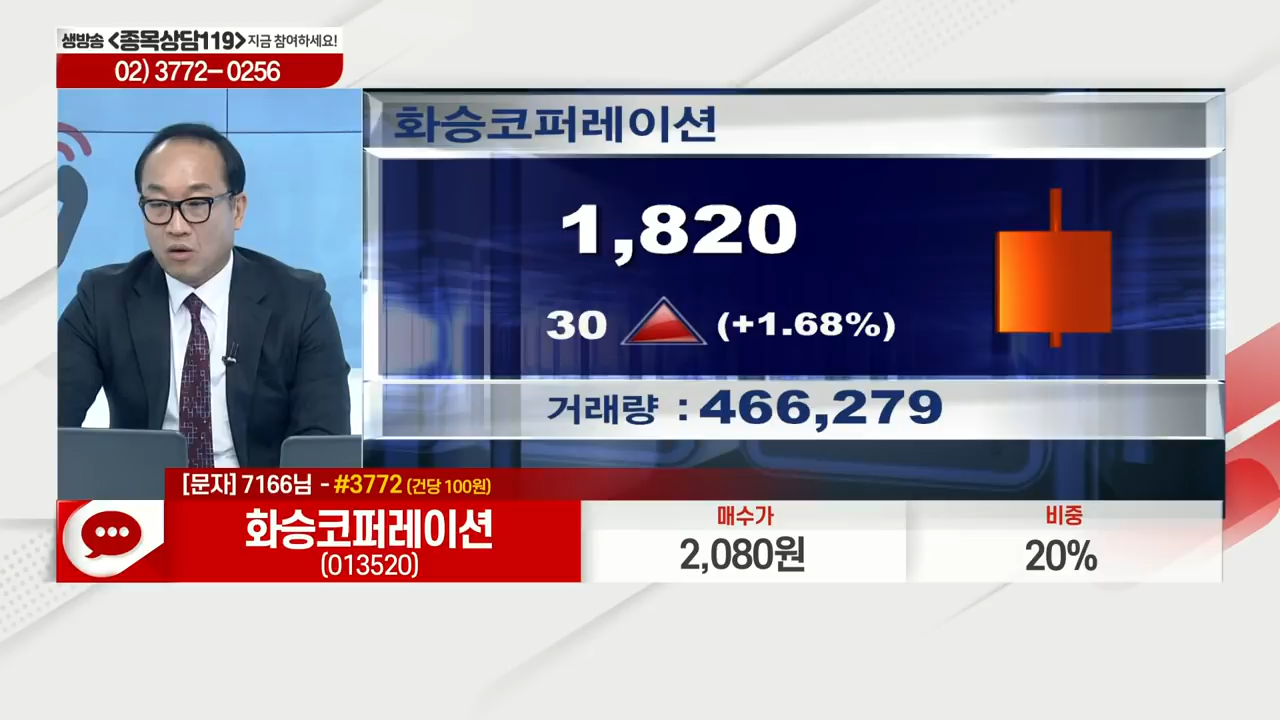 생방송 <종목상담119> 지금 참여하세요!
02) 3772-0256
화승코퍼레이션
1,820
30 (+1.68%)
거래량 : 466,279
[문자] 7166님 - #3772 (건당 100원)
화승코퍼레이션
(013520)
매수가
2,080원
비중
20%